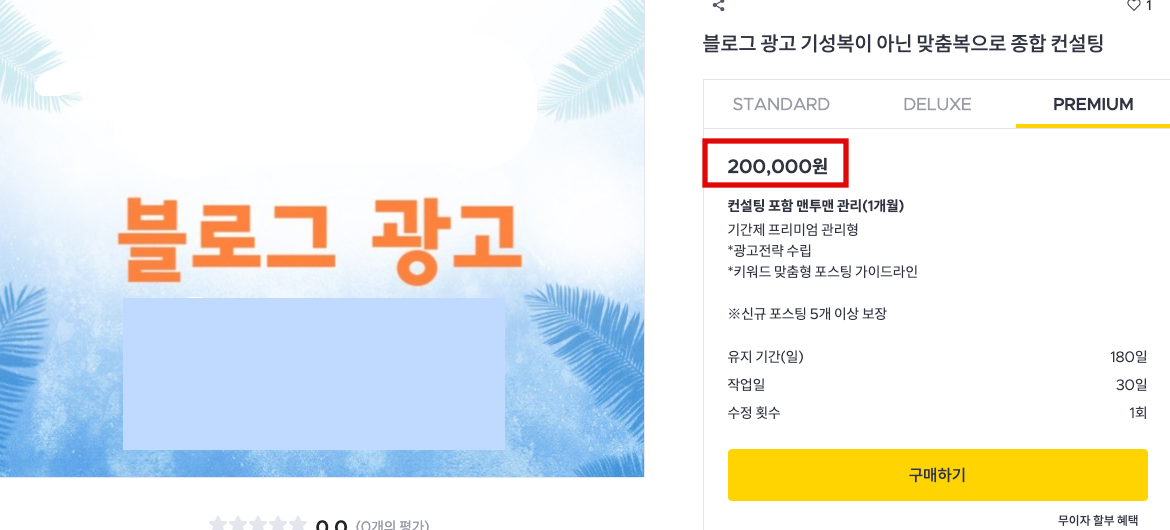 1
블로그 광고 기성복이 아닌 맞춤복으로 종합 컨설팅
STANDARD DELUXE PREMIUM
200,000원
컨설팅 포함 맨투맨 관리(1개월)
기간제 프리미엄 관리형
*광고전략 수립
*키워드 맞춤형 포스팅 가이드라인
※신규 포스팅 5개 이상 보장
유지 기간(일) 180일
작업일 30일
수정 횟수 1회
구매하기
무이자 할부 혜택
블로그 광고
0.0 (0개의 평가)